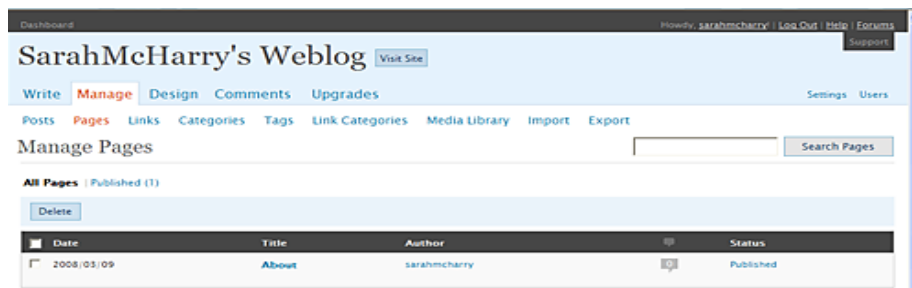 Dashboard Howdy, sarahmcharry! | Log Out | Help | Forums
Support
SarahMcHarry's Weblog Visit Site
Write Manage Design Comments Upgrades Settings Users
Posts Pages Links Categories Tags Link Categories Media Library Import Export
Manage Pages Search Pages
All Pages | Published (1)
Delete
Date Title Author Status
2008/03/09 About sarahmcharry 0 Published